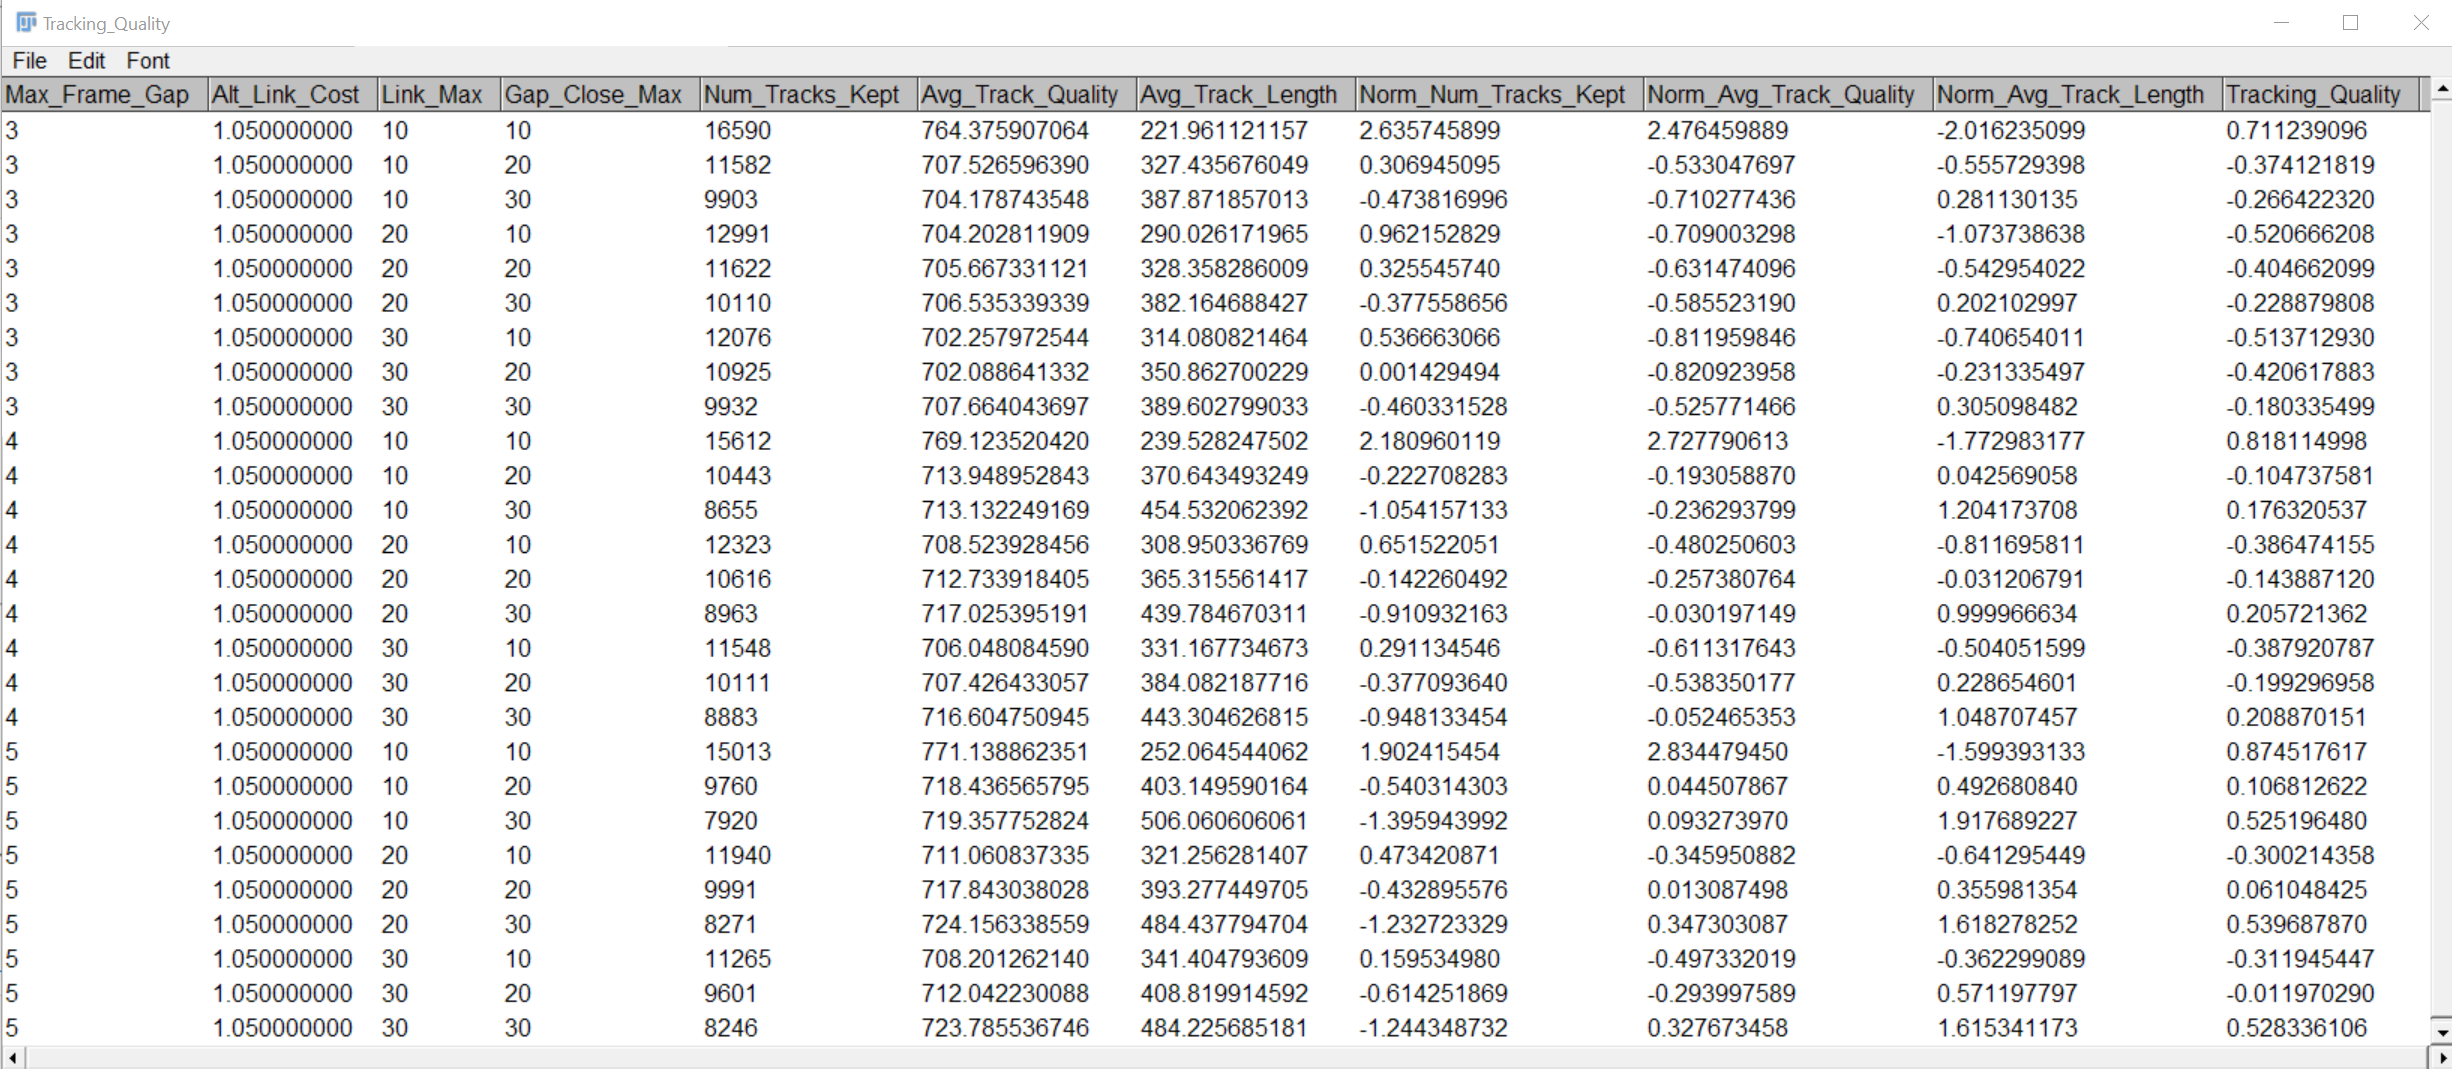 Tracking_Quality
File Edit Font
Max_Frame_Gap Alt_Link_Cost Link_Max Gap_Close_Max Num_Tracks_Kept Avg_Track_Quality Avg_Track_Length Norm_Num_Tracks_Kept Norm_Avg_Track_Quality Norm_Avg_Track_Length Tracking_Quality
3 1.050000000 10 10 16590 764.375907064 221.961121157 2.635745899 2.476459889 -2.016235099 0.711239096
3 1.050000000 10 20 11582 707.526596390 327.435676049 0.306945095 -0.533047697 -0.555729398 -0.374121819
3 1.050000000 10 30 9903 704.178743548 387.871857013 -0.473816996 -0.710277436 0.281130135 -0.266422320
3 1.050000000 20 10 12991 704.202811909 290.026171965 0.962152829 -0.709003298 -1.073738638 -0.520666208
3 1.050000000 20 20 11622 705.667331121 328.358286009 0.325545740 -0.631474096 -0.542954022 -0.404662099
3 1.050000000 20 30 10110 706.535339339 382.164688427 -0.377558656 -0.585523190 0.202102997 -0.228879808
3 1.050000000 30 10 12076 702.257972544 314.080821464 0.536663066 -0.811959846 -0.740654011 -0.513712930
3 1.050000000 30 20 10925 702.088641332 350.862700229 0.001429494 -0.820923958 -0.231335497 -0.420617883
3 1.050000000 30 30 9932 707.664043697 389.602799033 -0.460331528 -0.525771466 0.305098482 -0.180335499
4 1.050000000 10 10 15612 769.123520420 239.528247502 2.180960119 2.727790613 -1.772983177 0.818114998
4 1.050000000 10 20 10443 713.948952843 370.643493249 -0.222708283 -0.193058870 0.042569058 -0.104737581
4 1.050000000 10 30 8655 713.132249169 454.532062392 -1.054157133 -0.236293799 1.204173708 0.176320537
4 1.050000000 20 10 12323 708.523928456 308.950336769 0.651522051 -0.480250603 -0.811695811 -0.386474155
4 1.050000000 20 20 10616 712.733918405 365.315561417 -0.142260492 -0.257380764 -0.031206791 -0.143887120
4 1.050000000 20 30 8963 717.025395191 439.784670311 -0.910932163 -0.030197149 0.999966634 0.205721362
4 1.050000000 30 10 11548 706.048084590 331.167734673 0.291134546 -0.611317643 -0.504051599 -0.387920787
4 1.050000000 30 20 10111 707.426433057 384.082187716 -0.377093640 -0.538350177 0.228654601 -0.199296958
4 1.050000000 30 30 8883 716.604750945 443.304626815 -0.948133454 -0.052465353 1.048707457 0.208870151
5 1.050000000 10 10 15013 771.138862351 252.064544062 1.902415454 2.834479450 -1.599393133 0.874517617
5 1.050000000 10 20 9760 718.436565795 403.149590164 -0.540314303 0.044507867 0.492680840 0.106812622
5 1.050000000 10 30 7920 719.357752824 506.060606061 -1.395943992 0.093273970 1.917689227 0.525196480
5 1.050000000 20 10 11940 711.060837335 321.256281407 0.473420871 -0.345950882 -0.641295449 -0.300214358
5 1.050000000 20 20 9991 717.843038028 393.277449705 -0.432895576 0.013087498 0.355981354 0.061048425
5 1.050000000 20 30 8271 724.156338559 484.437794704 -1.232723329 0.347303087 1.618278252 0.539687870
5 1.050000000 30 10 11265 708.201262140 341.404793609 0.159534980 -0.497332019 -0.362299089 -0.311945447
5 1.050000000 30 20 9601 712.042230088 408.819914592 -0.614251869 -0.293997589 0.571197797 -0.011970290
5 1.050000000 30 30 8246 723.785536746 484.225685181 -1.244348732 0.327673458 1.615341173 0.528336106